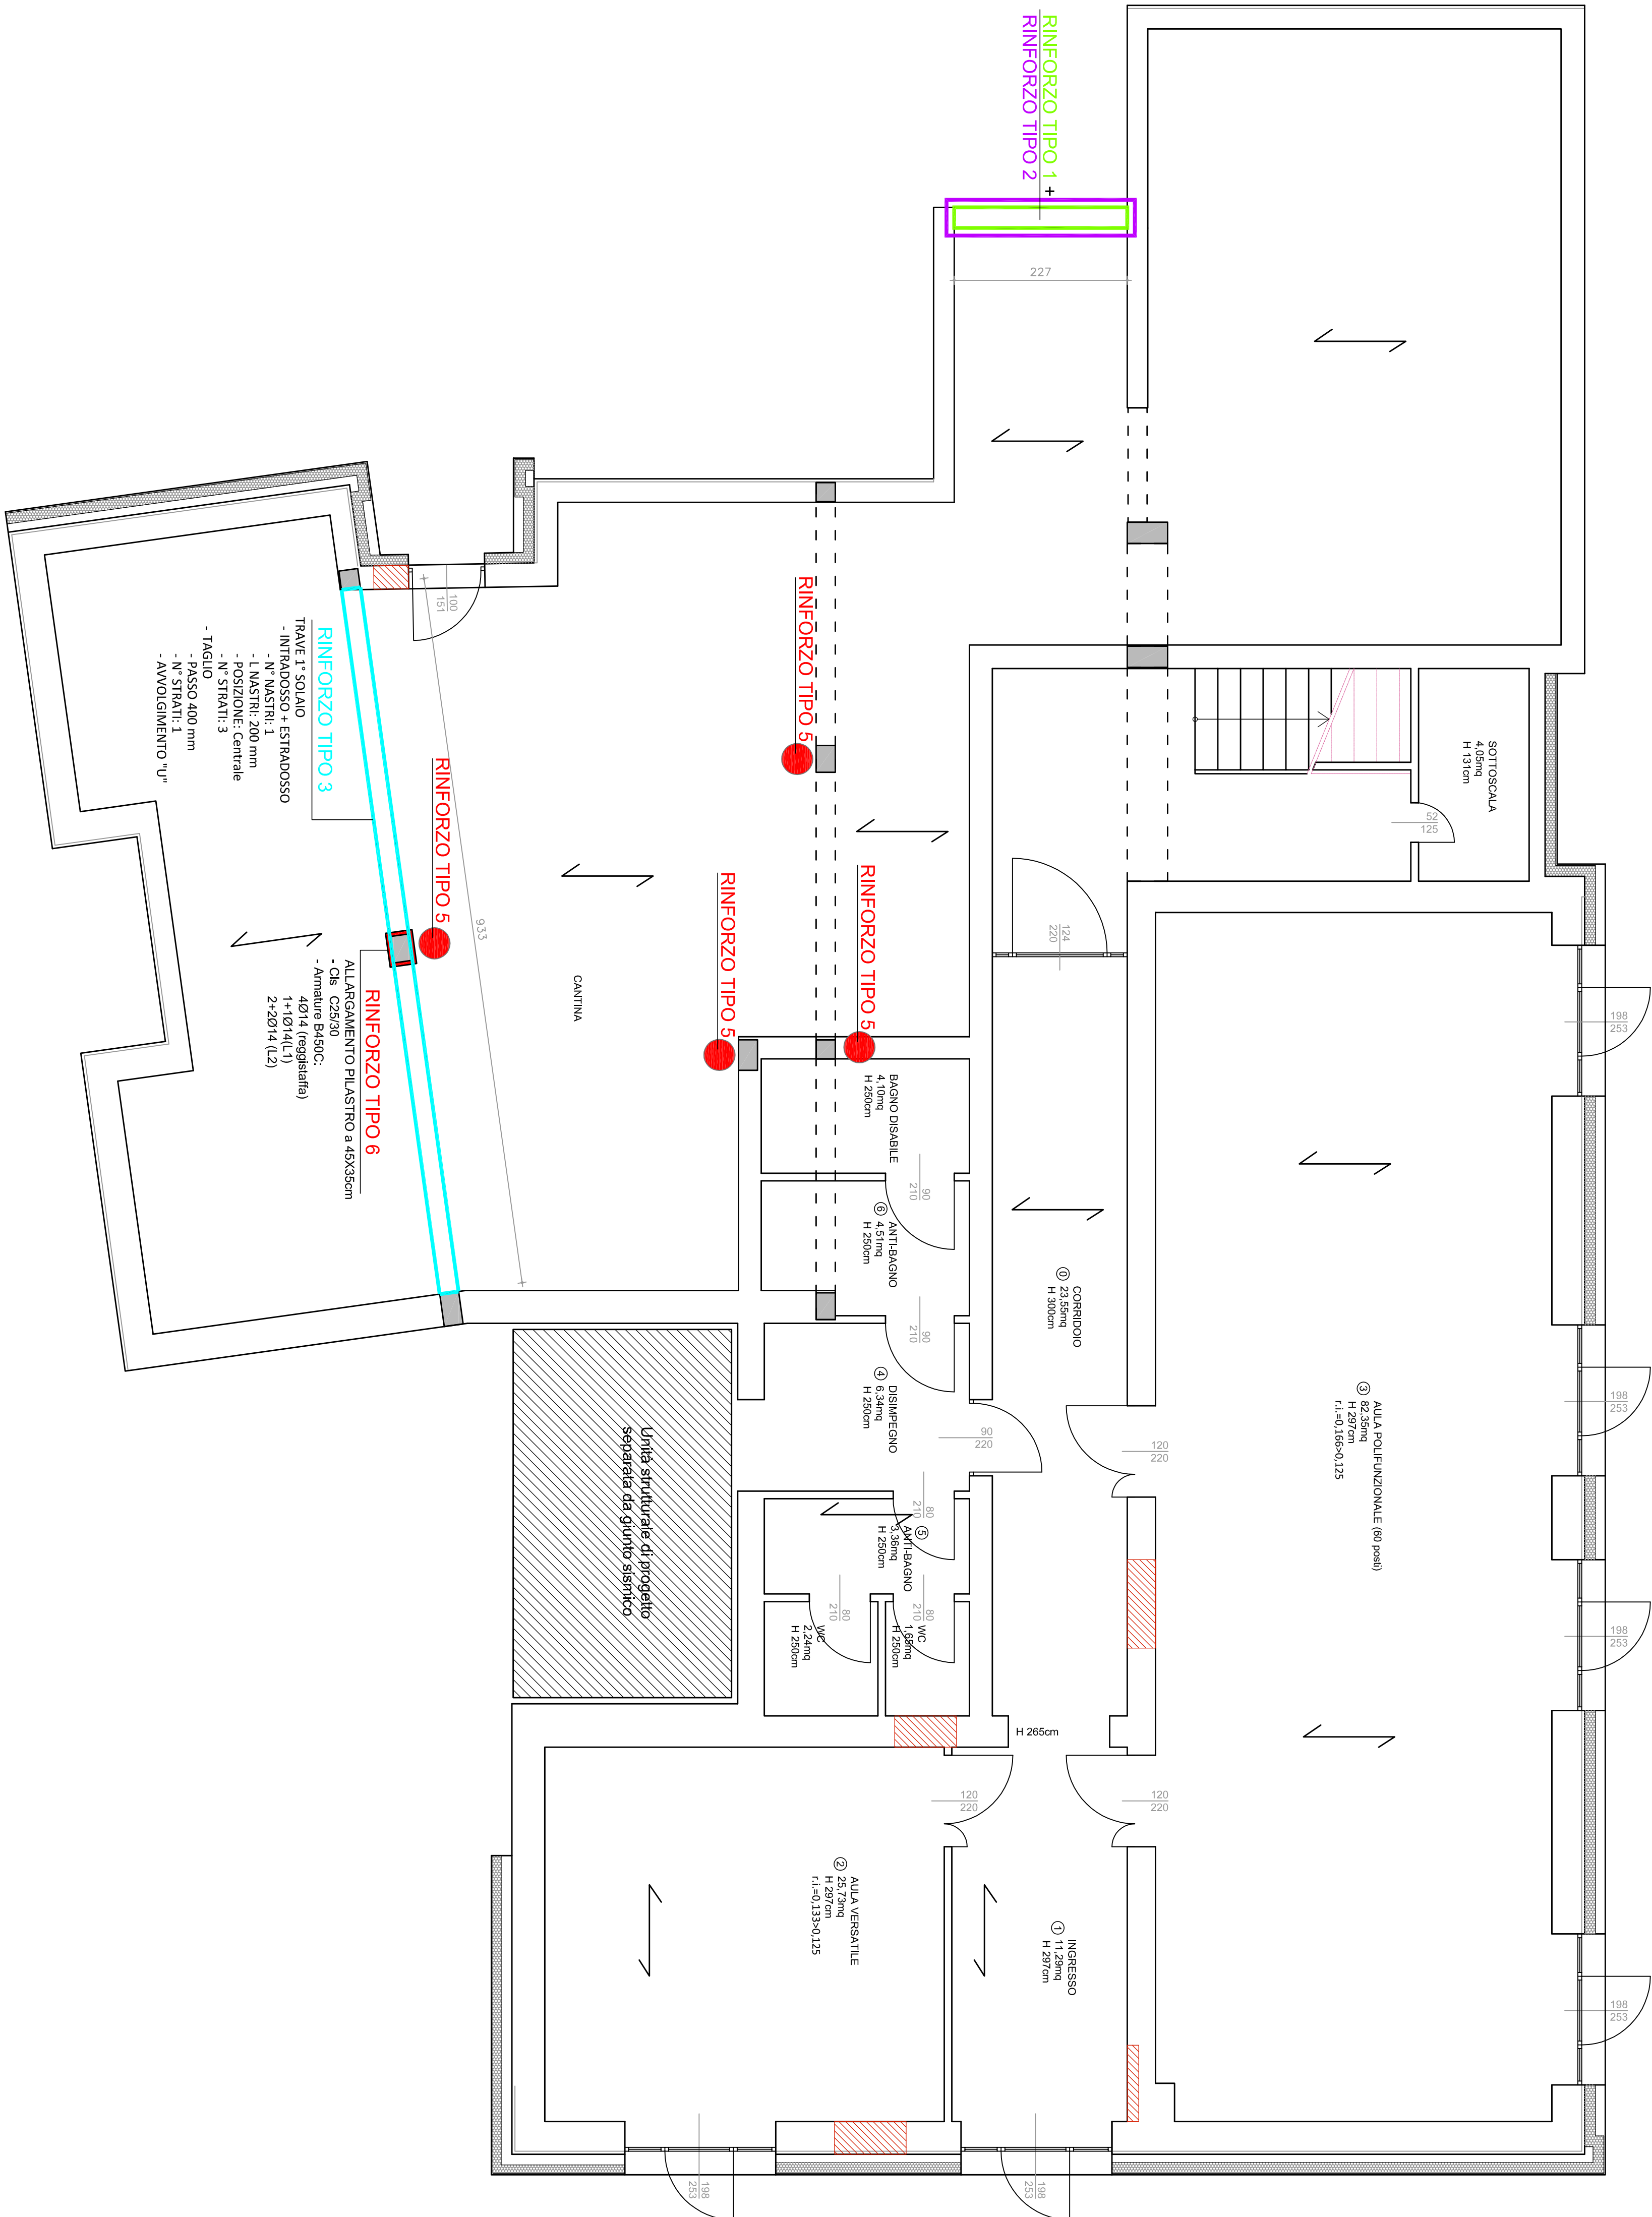 RINFORZO TIPO 1 +
RINFORZO TIPO 2
227
SOTTOSCALA
4,05mq
H 131cm
52
125
198
253
124
220
RINFORZO TIPO 5
RINFORZO TIPO 5
RINFORZO TIPO 5
RINFORZO TIPO 5
100
151
933
CANTINA
RINFORZO TIPO 3
TRAVE 1° SOLAIO
- INTRADOSSO + ESTRADOSSO
- N° NASTRI: 1
- L NASTRI: 200 mm
- POSIZIONE: Centrale
- N° STRATI: 3
- TAGLIO
- PASSO 400 mm
- N° STRATI: 1
- AVVOLGIMENTO "U"
RINFORZO TIPO 6
ALLARGAMENTO PILASTRO a 45X35cm
- Cls C25/30
- Armature B450C:
4Ø14 (reggistaffa)
1+1Ø14(L1)
2+2Ø14 (L2)
BAGNO DISABILE
4,10mq
H 250cm
90
210
ANTI-BAGNO
6 4,51mq
H 250cm
90
210
CORRIDOIO
0 23,55mq
H 300cm
DISIMPEGNO
4 6,34mq
H 250cm
90
220
120
220
198
253
AULA POLIFUNZIONALE (60 posti)
3 82,35mq
H 297cm
r.i.=0,166>0,125
Unità strutturale di progetto
separata da giunto sismico
80
210
5
ANTI-BAGNO
3,36mq
H 250cm
80
210
80
210
WC
1,65mq
H 250cm
WC
2,24mq
H 250cm
198
253
H 265cm
120
220
120
220
AULA VERSATILE
2 25,73mq
H 297cm
r.i.=0,133>0,125
INGRESSO
1 11,29mq
H 297cm
198
253
198
253
198
253